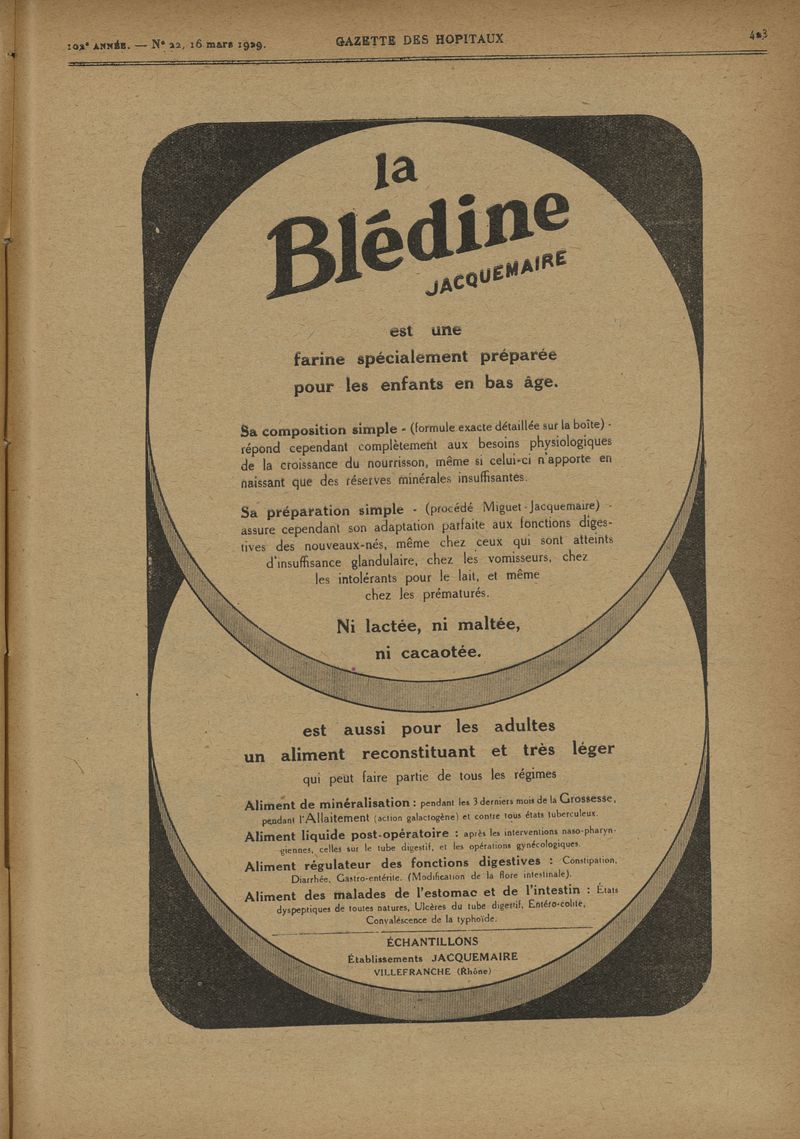 102e ANNÉE. — N° 22, 16 mars 1929.
GAZETTE DES HOPITAUX
423
la
Blédine
JACQUEMAIRE
est une
farine spécialement préparée
pour les enfants en bas âge.
Sa composition simple - (formule exacte détaillée sur la boîte) -
répond cependant complètement aux besoins physiologiques
de la croissance du nourrisson, même si celui-ci n'apporte en
naissant que des réserves minérales insuffisantes.
Sa préparation simple - (procédé Miguet-Jacquemaire) -
assure cependant son adaptation parfaite aux fonctions diges-
tives des nouveaux-nés, même chez ceux qui sont atteints
d'insuffisance glandulaire, chez les vomisseurs, chez
les intolérants pour le lait, et même
chez les prématurés.
Ni lactée, ni maltée,
ni cacaotée.
est aussi pour les adultes
un aliment reconstituant et très léger
qui peut faire partie de tous les régimes
Aliment de minéralisation : pendant les 3 derniers mois de la Grossesse,
pendant l'Allaitement (action galactogène) et contre tous états tuberculeux.
Aliment liquide post-opératoire : après les interventions naso-pharyn-
giennes, celles sur le tube digestif, et les opérations gynécologiques.
Aliment régulateur des fonctions digestives : Constipation,
Diarrhée, Gastro-entérite. (Modification de la flore intestinale).
Aliment des malades de l'estomac et de l'intestin : États
dyspeptiques de toutes natures, Ulcères du tube digestif, Entéro-colite,
Convaléscence de la typhoïde.
ÉCHANTILLONS
Établissements JACQUEMAIRE
VILLEFRANCHE (Rhône)